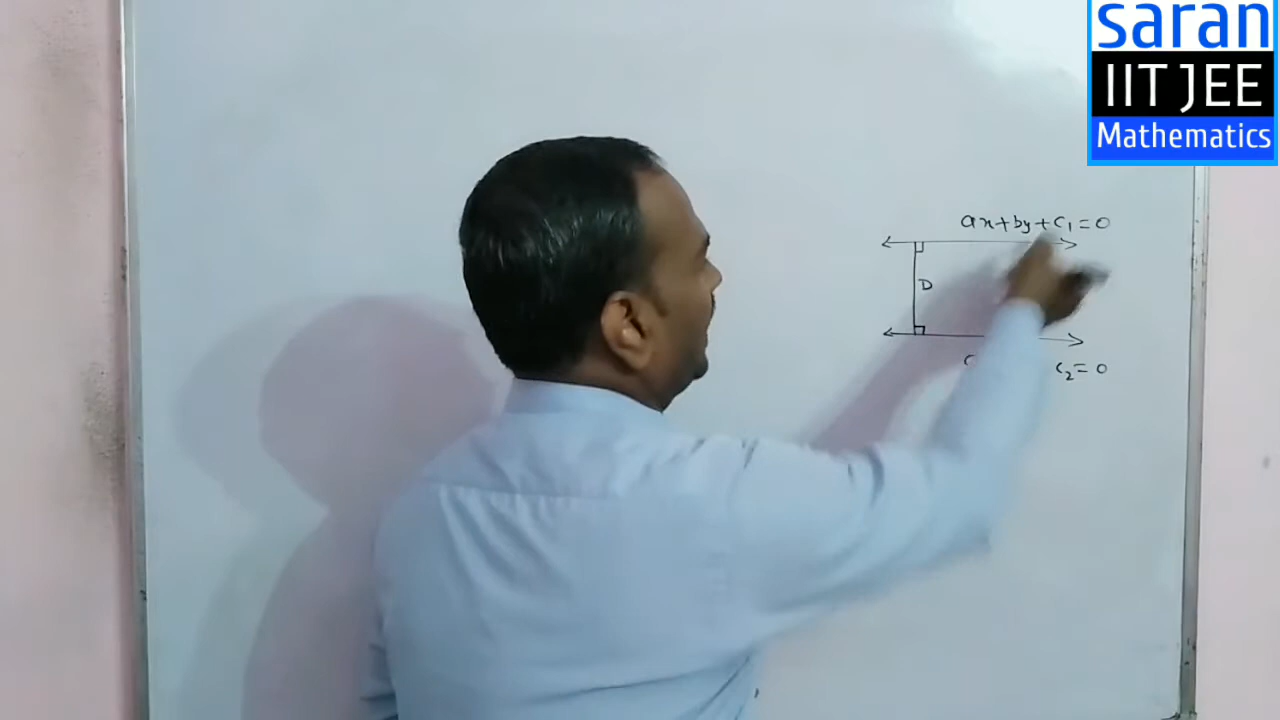 saran
IIT JEE
Mathematics
ax+by+c₁=0
D
c₂=0